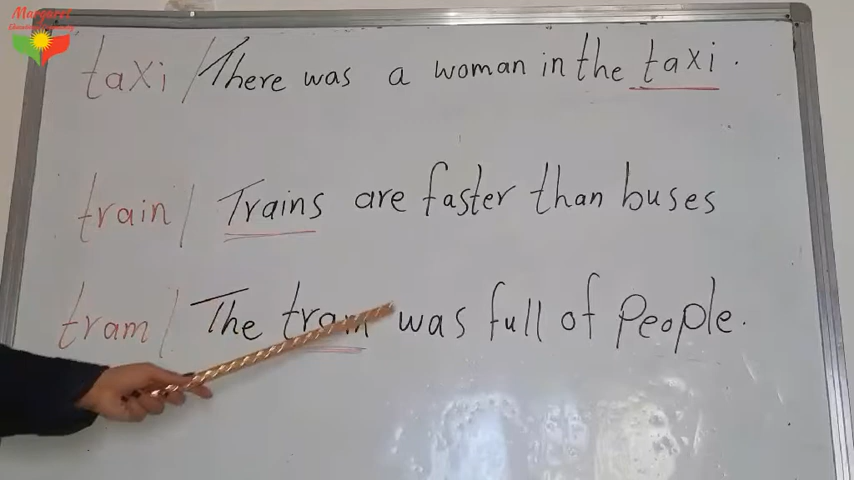 Margaret
taxi / There was a woman in the taxi.
train / Trains are faster than buses
tram / The tram was full of people.